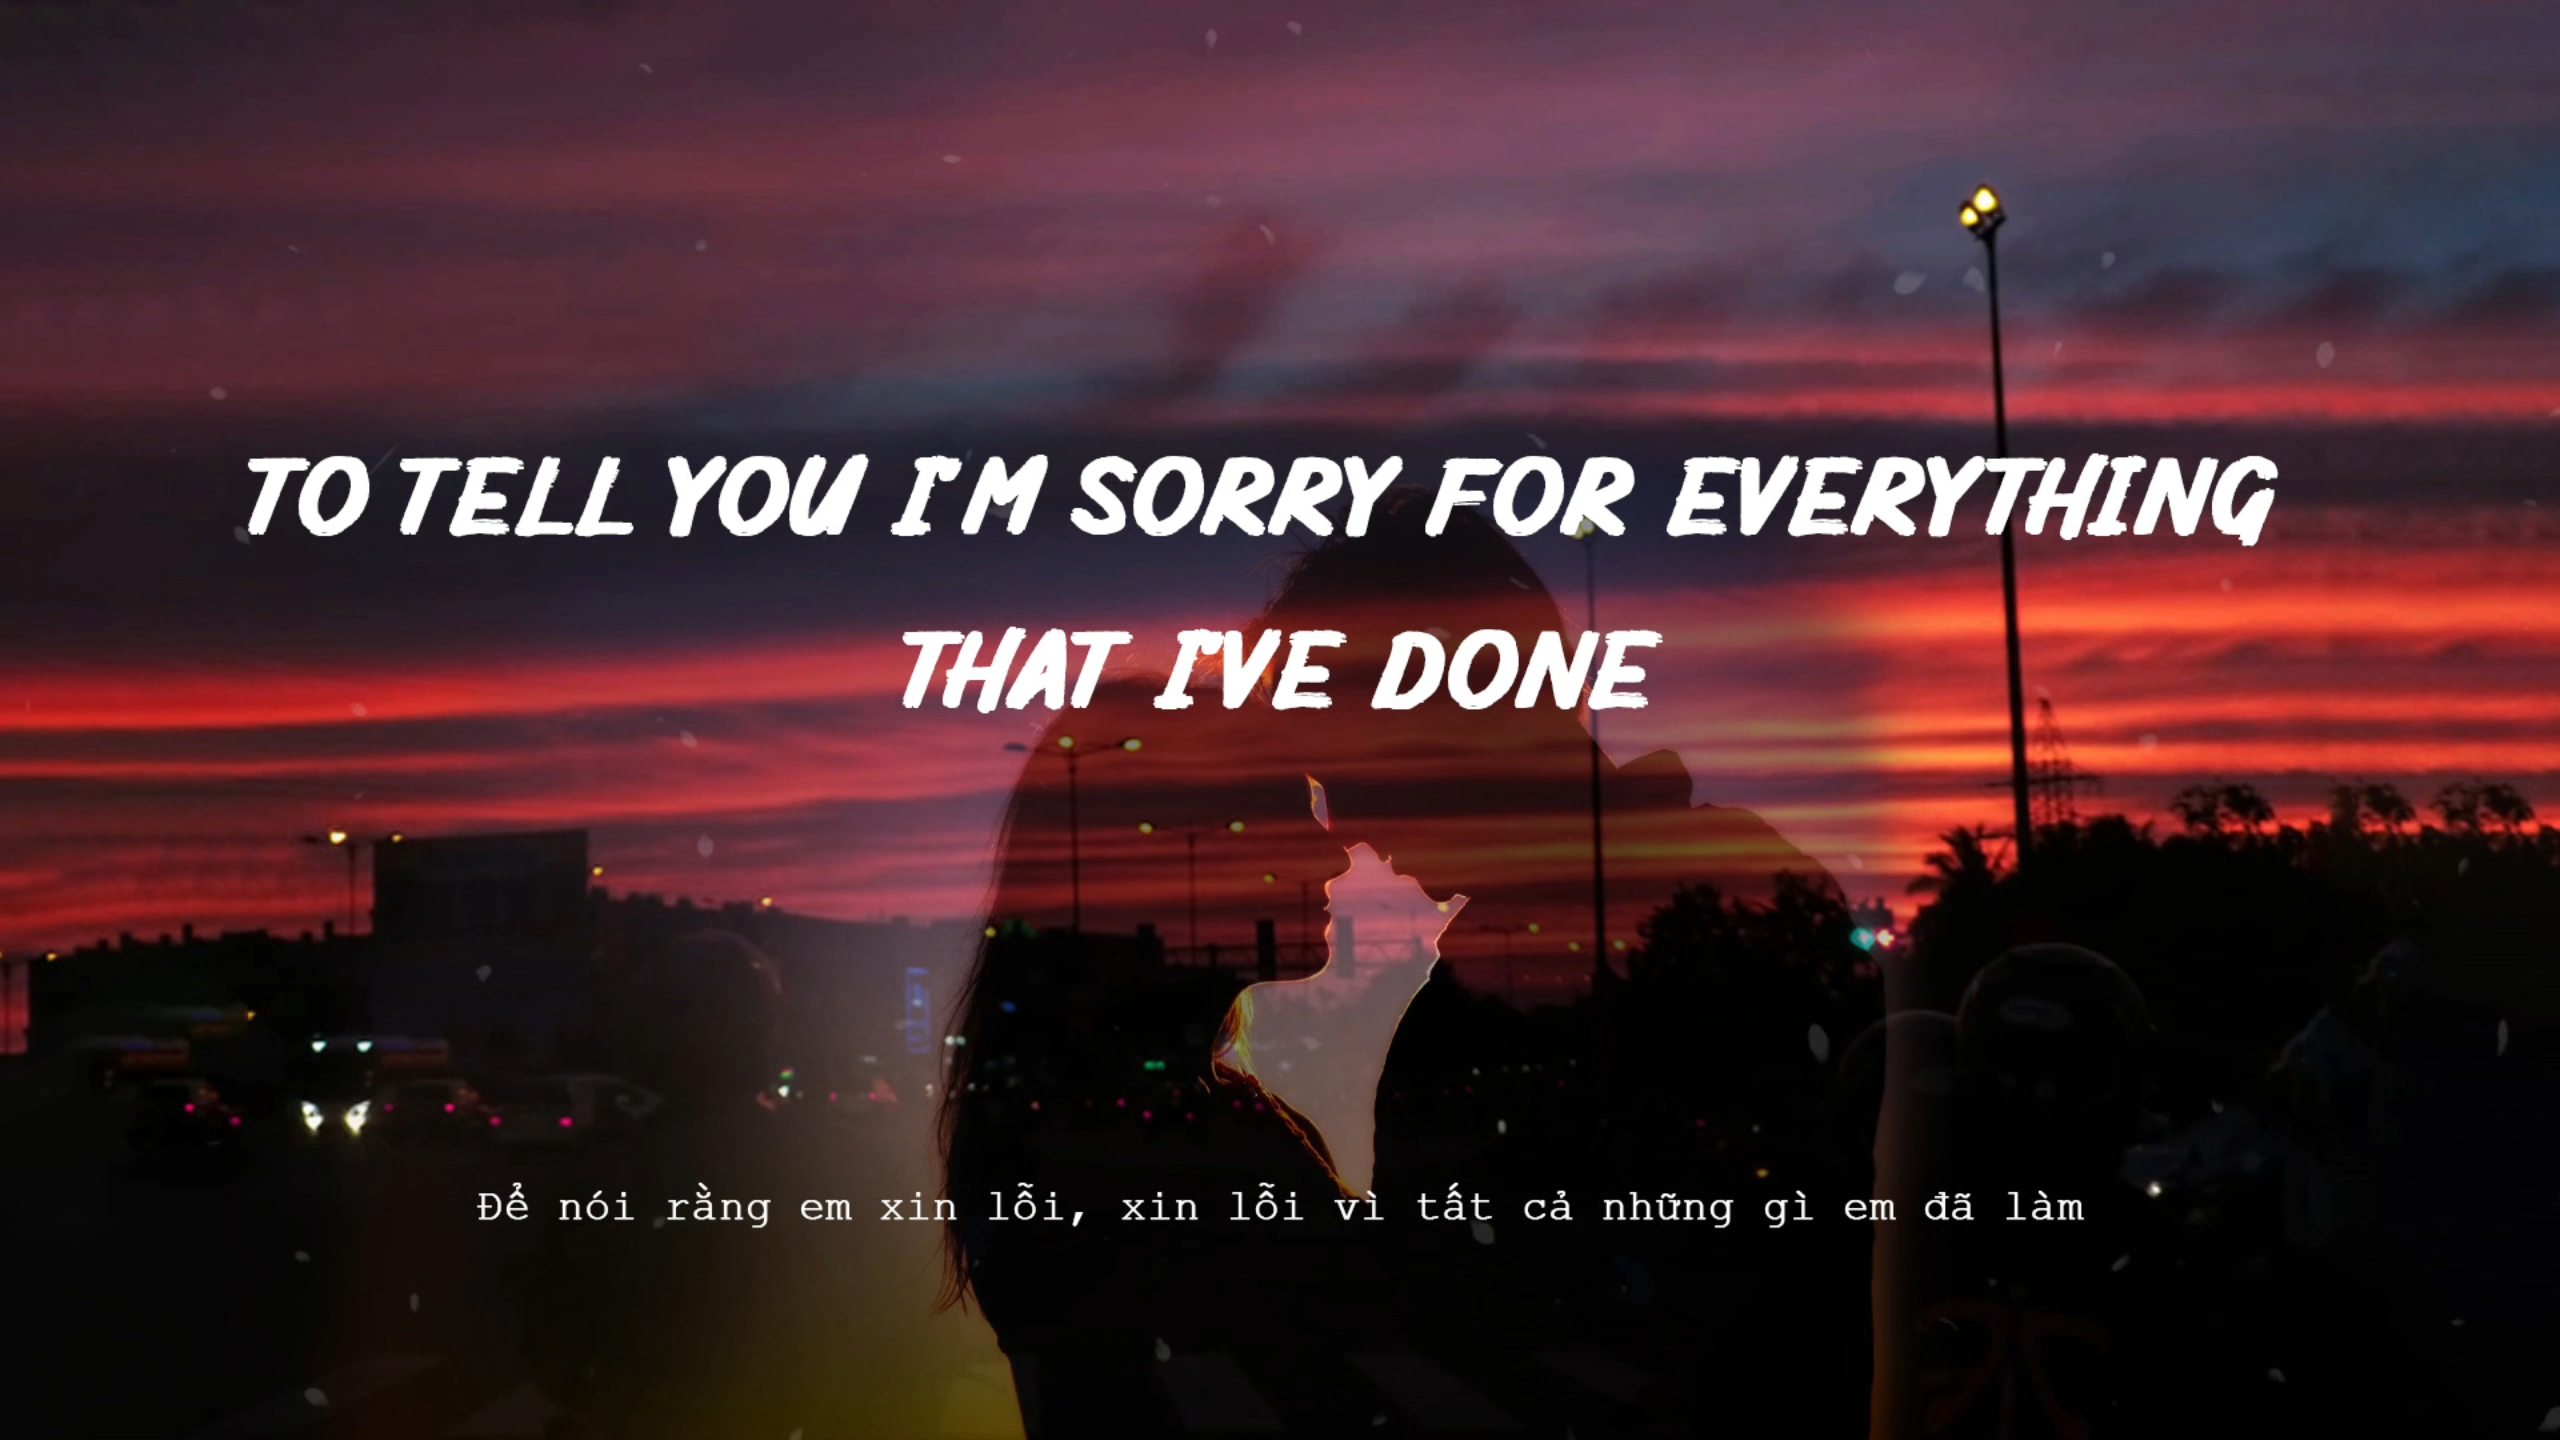 TO TELL YOU I'M SORRY FOR EVERYTHING
THAT I'VE DONE
Để nói rằng em xin lỗi, xin lỗi vì tất cả những gì em đã làm